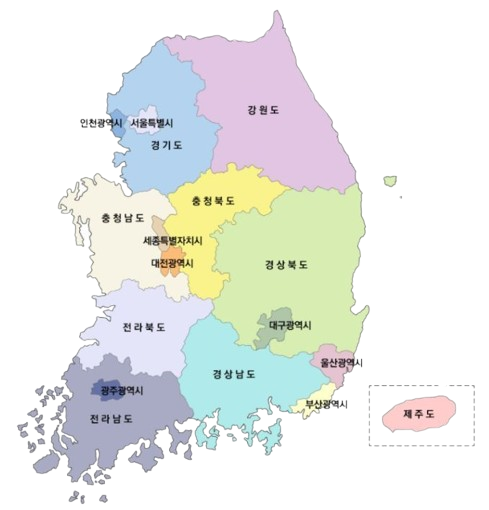 강원도
인천광역시
서울특별시
경기도
충청북도
충청남도
세종특별자치시
대전광역시
경상북도
전라북도
대구광역시
울산광역시
경상남도
광주광역시
부산광역시
제주도
전라남도